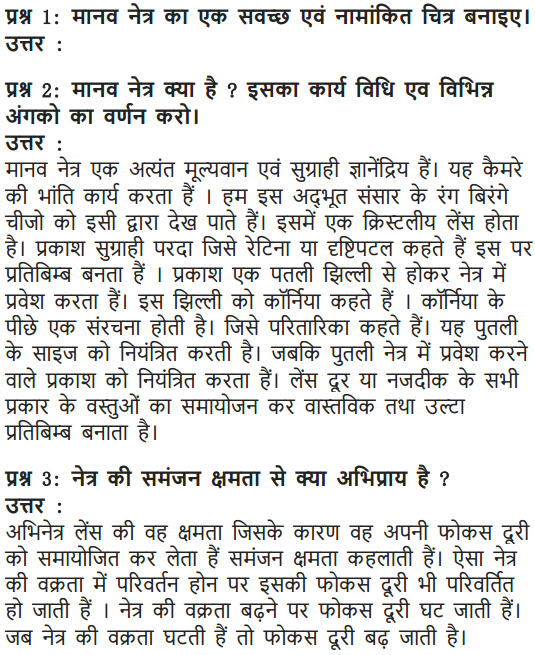 प्रश्न 1: मानव नेत्र का एक सवच्छ एवं नामांकित चित्र बनाइए।
उत्तर :
प्रश्न 2: मानव नेत्र क्या है ? इसका कार्य विधि एव विभिन्न
अंगको का वर्णन करो।
उत्तर :
मानव नेत्र एक अत्यंत मूल्यवान एवं सुग्राही ज्ञानेंद्रिय हैं। यह कैमरे
की भांति कार्य करता हैं । हम इस अद्भूत संसार के रंग बिरंगे
चीजो को इसी द्वारा देख पाते हैं। इसमें एक क्रिस्टलीय लेंस होता
है। प्रकाश सुग्राही परदा जिसे रेटिना या दृष्टिपटल कहते हैं इस पर
प्रतिबिम्ब बनता हैं । प्रकाश एक पतली झिल्ली से होकर नेत्र में
प्रवेश करता हैं। इस झिल्ली को कॉर्निया कहते हैं । कॉर्निया के
पीछे एक संरचना होती है। जिसे परितारिका कहते हैं। यह पुतली
के साइज को नियंत्रित करती है। जबकि पुतली नेत्र में प्रवेश करने
वाले प्रकाश को नियंत्रित करता हैं। लेंस दूर या नजदीक के सभी
प्रकार के वस्तुओं का समायोजन कर वास्तविक तथा उल्टा
प्रतिबिम्ब बनाता है।
प्रश्न 3: नेत्र की समंजन क्षमता से क्या अभिप्राय है ?
उत्तर :
अभिनेत्र लेंस की वह क्षमता जिसके कारण वह अपनी फोकस दूरी
को समायोजित कर लेता हैं समंजन क्षमता कहलाती हैं। ऐसा नेत्र
की वक्रता में परिवर्तन होन पर इसकी फोकस दूरी भी परिवर्तित
हो जाती हैं । नेत्र की वक्रता बढ़ने पर फोकस दूरी घट जाती हैं।
जब नेत्र की वक्रता घटती हैं तो फोकस दूरी बढ़ जाती है।